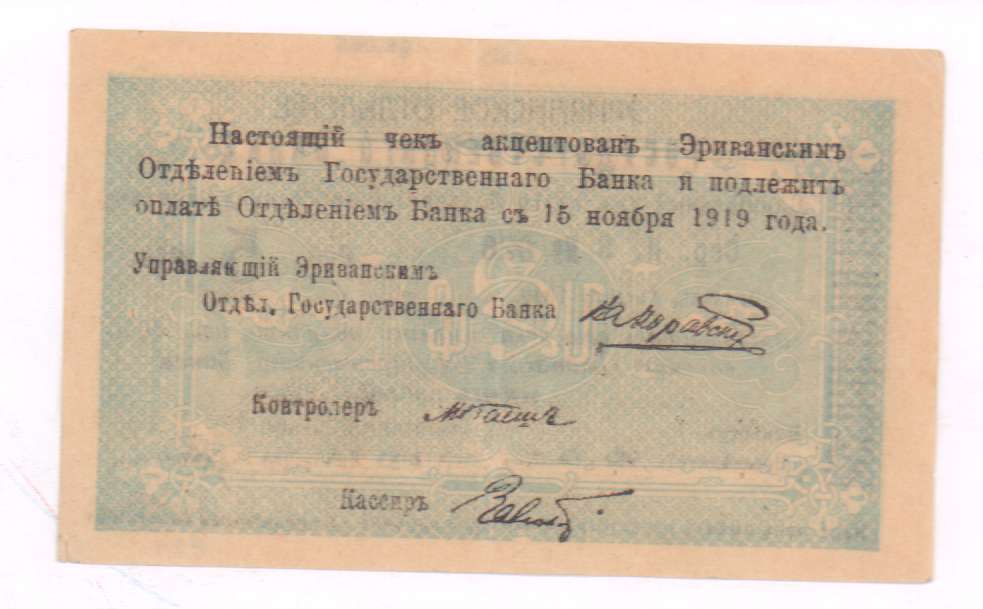 Настоящій чекъ акцептованъ Эриванскимъ
Отдѣленіемъ Государственнаго Банка и подлежитъ
оплатѣ Отдѣленіемъ Банка съ 15 ноября 1919 года.
Управляющій Эриванскимъ
Отдѣл. Государственнаго Банка
Контролеръ
Кассиръ